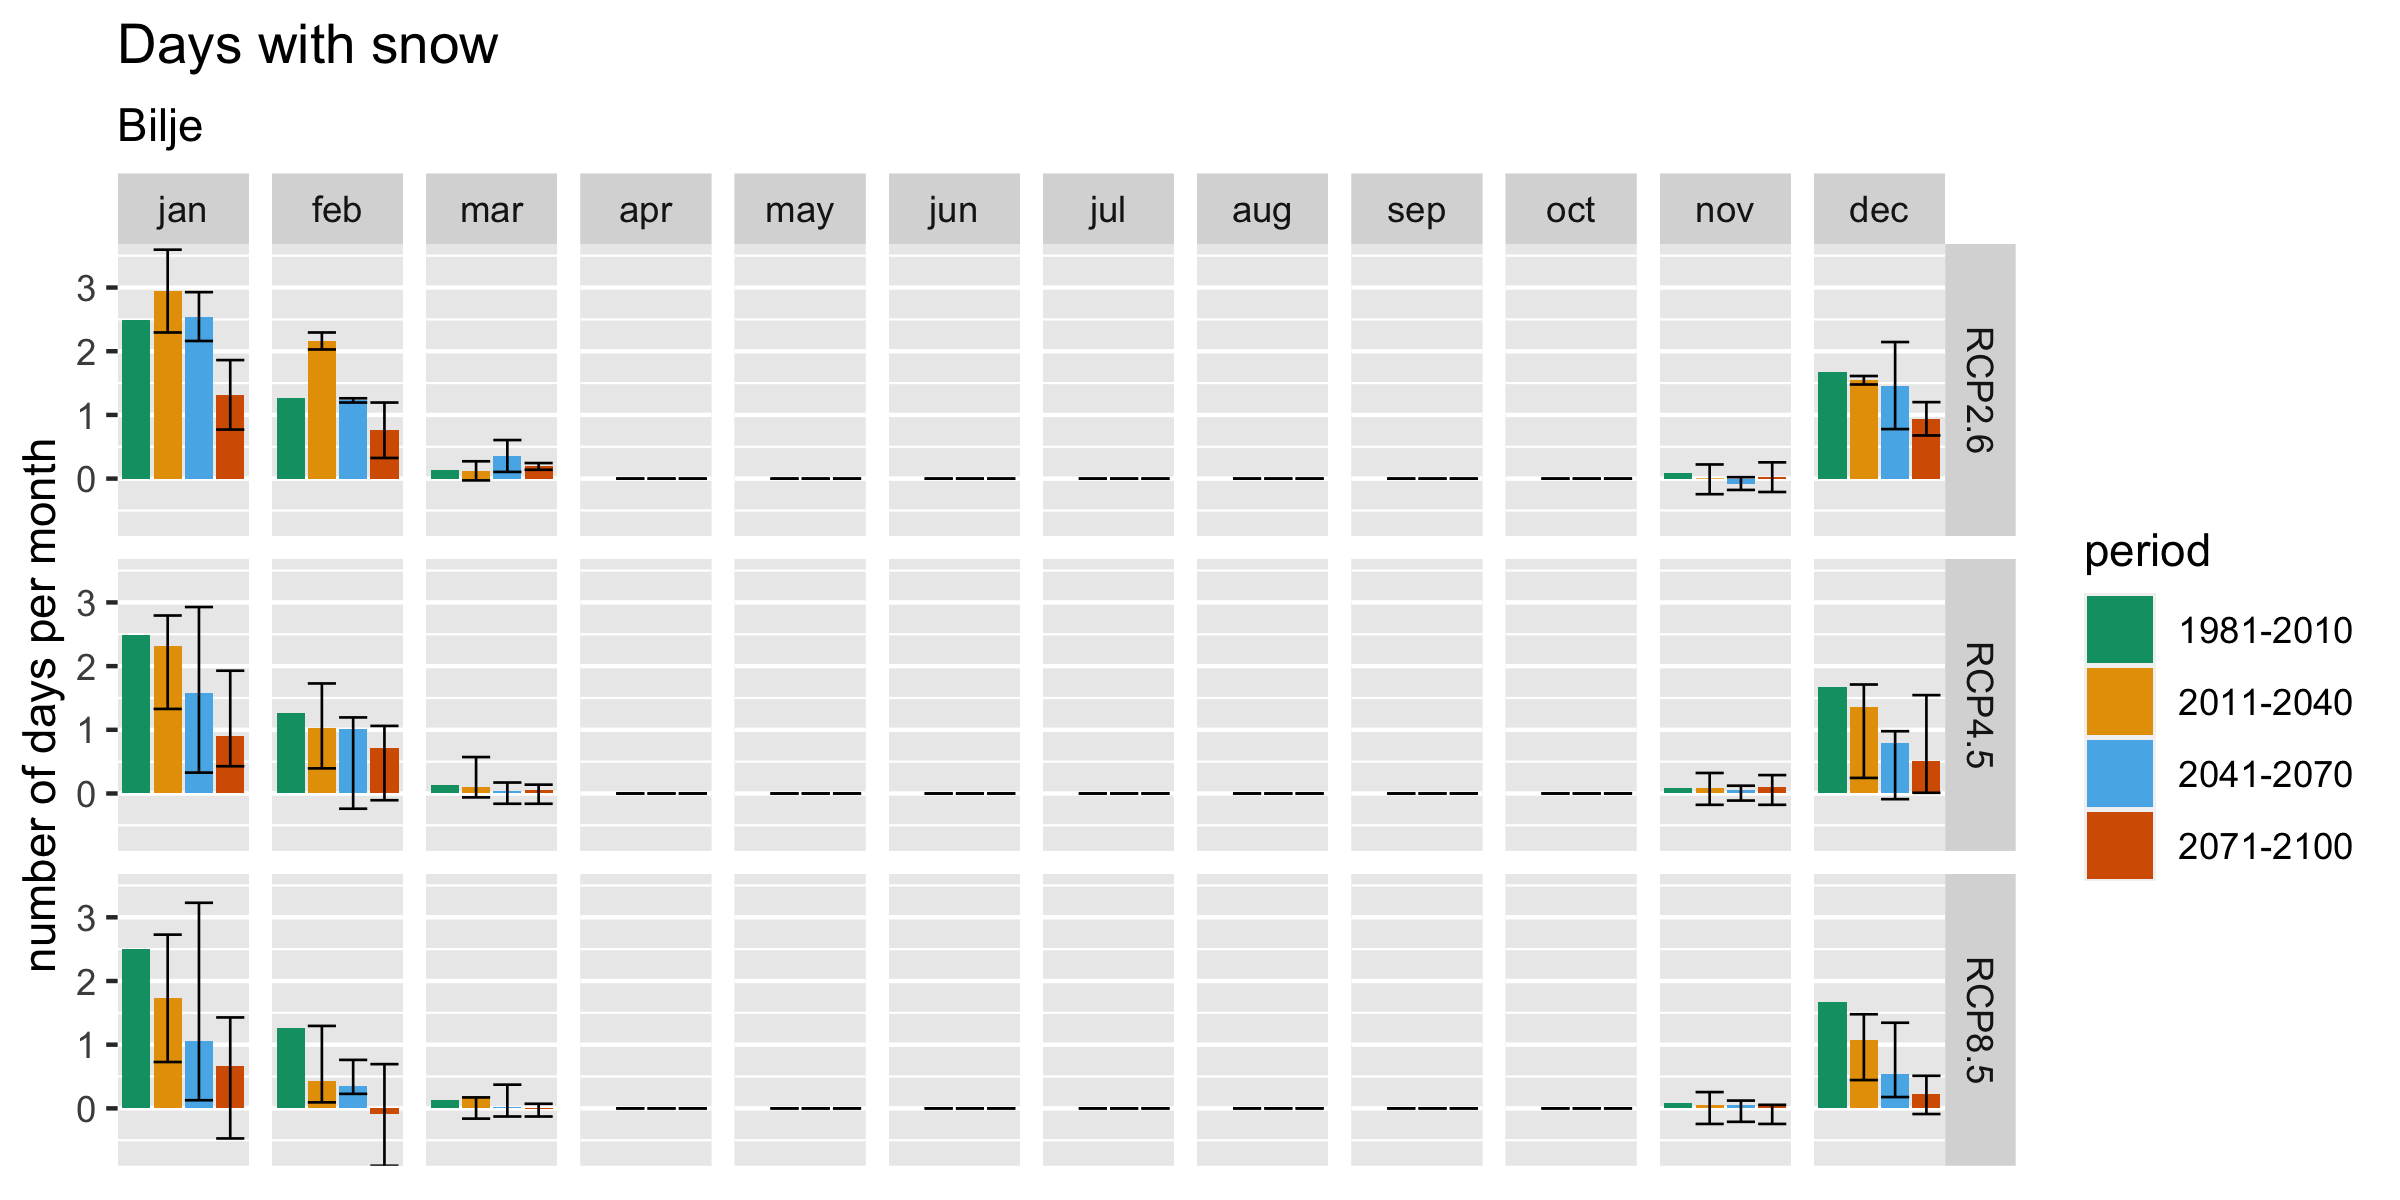 Days with snow
Bilje
jan feb mar apr may jun jul aug sep oct nov dec
number of days per month
3
2
1
0
RCP2.6
3
2
1
0
RCP4.5
3
2
1
0
RCP8.5
period
1981-2010
2011-2040
2041-2070
2071-2100